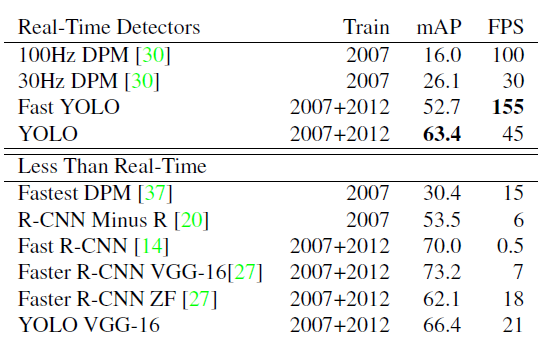 Real-Time Detectors Train mAP FPS
100Hz DPM [30] 2007 16.0 100
30Hz DPM [30] 2007 26.1 30
Fast YOLO 2007+2012 52.7 155
YOLO 2007+2012 63.4 45
Less Than Real-Time
Fastest DPM [37] 2007 30.4 15
R-CNN Minus R [20] 2007 53.5 6
Fast R-CNN [14] 2007+2012 70.0 0.5
Faster R-CNN VGG-16[27] 2007+2012 73.2 7
Faster R-CNN ZF [27] 2007+2012 62.1 18
YOLO VGG-16 2007+2012 66.4 21